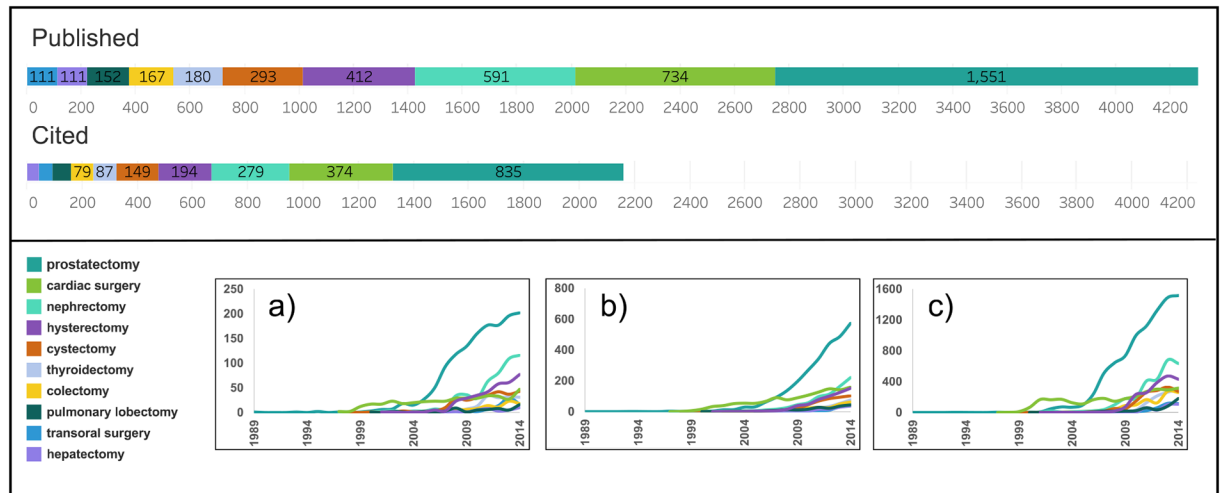 Published
111 111 152 167 180 293 412 591 734 1,551
0 200 400 600 800 1000 1200 1400 1600 1800 2000 2200 2400 2600 2800 3000 3200 3400 3600 3800 4000 4200
Cited
79 87 149 194 279 374 835
0 200 400 600 800 1000 1200 1400 1600 1800 2000 2200 2400 2600 2800 3000 3200 3400 3600 3800 4000 4200
prostatectomy
cardiac surgery
nephrectomy
hysterectomy
cystectomy
thyroidectomy
colectomy
pulmonary lobectomy
transoral surgery
hepatectomy
a)
250
200
150
100
50
0
1989 1994 1999 2004 2009 2014
b)
800
600
400
200
0
1989 1994 1999 2004 2009 2014
c)
1600
1200
800
400
0
1989 1994 1999 2004 2009 2014